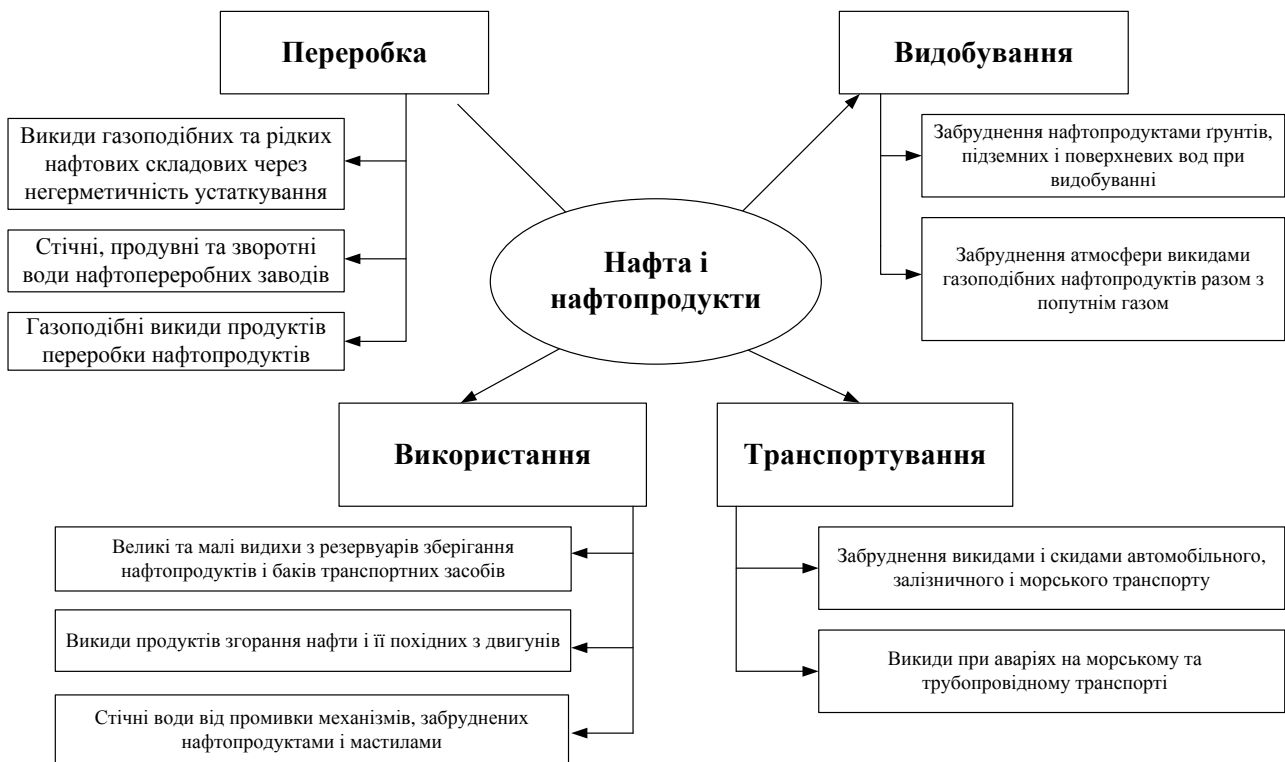 Переробка
Викиди газоподібних та рідких
нафтових складових через
негерметичність устаткування
Стічні, продувні та зворотні
води нафтопереробних заводів
Газоподібні викиди продуктів
переробки нафтопродуктів
Видобування
Забруднення нафтопродуктами ґрунтів,
підземних і поверхневих вод при
видобуванні
Забруднення атмосфери викидами
газоподібних нафтопродуктів разом з
попутнім газом
Нафта і
нафтопродукти
Використання
Великі та малі видихи з резервуарів зберігання
нафтопродуктів і баків транспортних засобів
Викиди продуктів згорання нафти і її похідних з двигунів
Стічні води від промивки механізмів, забруднених
нафтопродуктами і мастилами
Транспортування
Забруднення викидами і скидами автомобільного,
залізничного і морського транспорту
Викиди при аваріях на морському та
трубопровідному транспорті